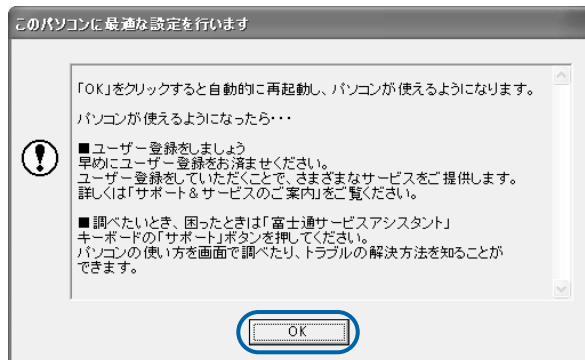 このパソコンに最適な設定を行います
「OK」をクリックすると自動的に再起動し、パソコンが使えるようになります。
パソコンが使えるようになったら・・・
■ユーザー登録をしましょう
早めにユーザー登録をお済ませください。
ユーザー登録をしていただくことで、さまざまなサービスをご提供します。
詳しくは「サポート＆サービスのご案内」をご覧ください。
■調べたいとき、困ったときは「富士通サービスアシスタント」
キーボードの「サポート」ボタンを押してください。
パソコンの使い方を画面で調べたり、トラブルの解決方法を知ることが
できます。
OK